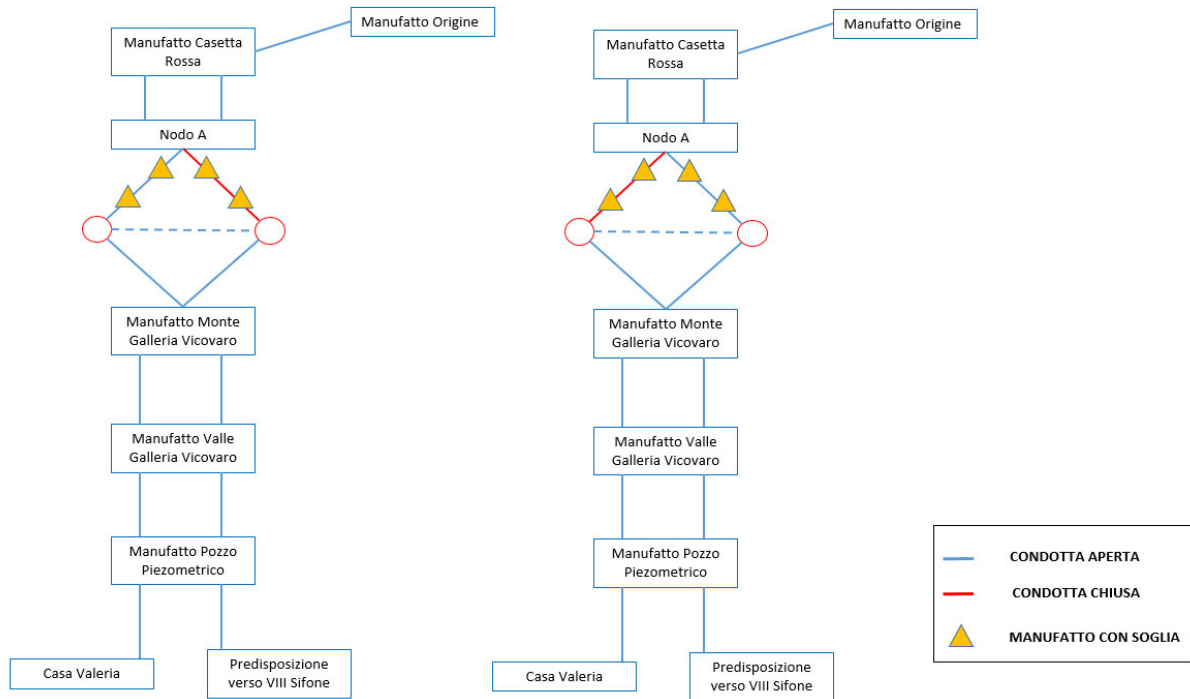 Manufatto Origine
Manufatto Casetta
Rossa
Nodo A
Manufatto Monte
Galleria Vicovaro
Manufatto Valle
Galleria Vicovaro
Manufatto Pozzo
Piezometrico
Casa Valeria
Predisposizione
verso VIII Sifone
Manufatto Origine
Manufatto Casetta
Rossa
Nodo A
Manufatto Monte
Galleria Vicovaro
Manufatto Valle
Galleria Vicovaro
Manufatto Pozzo
Piezometrico
Casa Valeria
Predisposizione
verso VIII Sifone
CONDOTTA APERTA
CONDOTTA CHIUSA
MANUFATTO CON SOGLIA